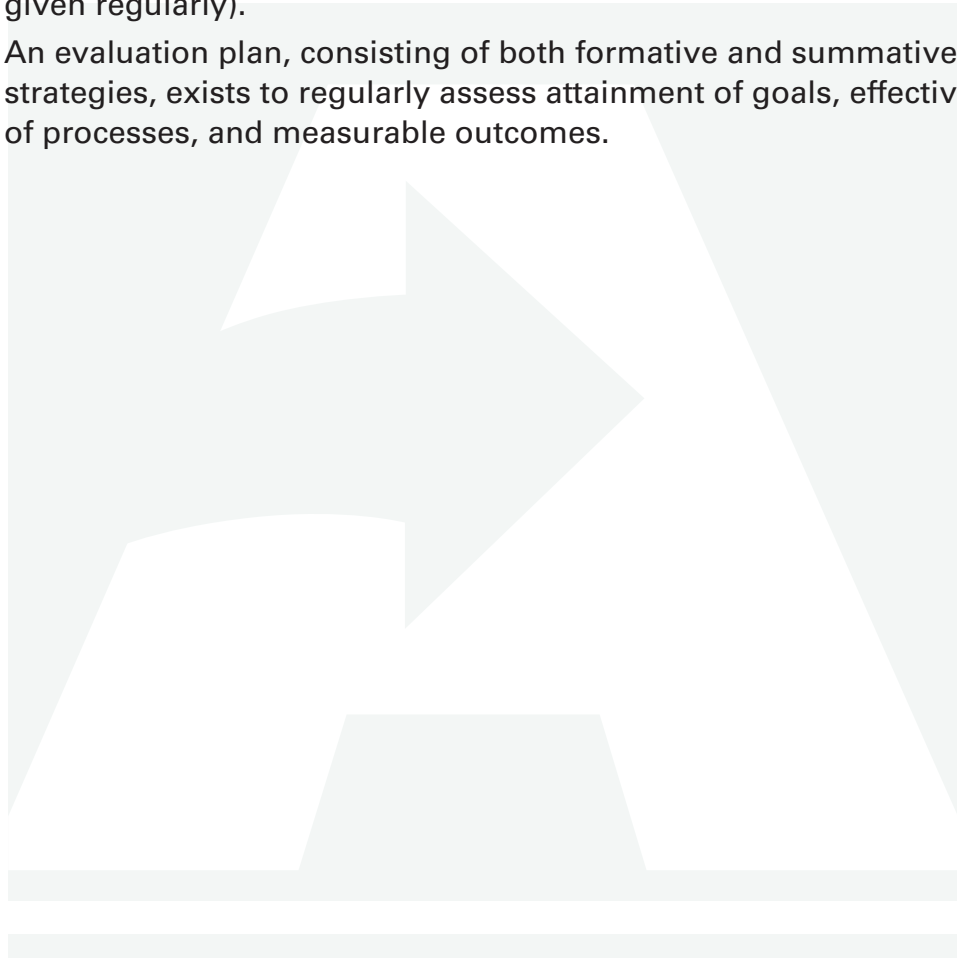 given regularly).
An evaluation plan, consisting of both formative and summative
strategies, exists to regularly assess attainment of goals, effectiv
of processes, and measurable outcomes.